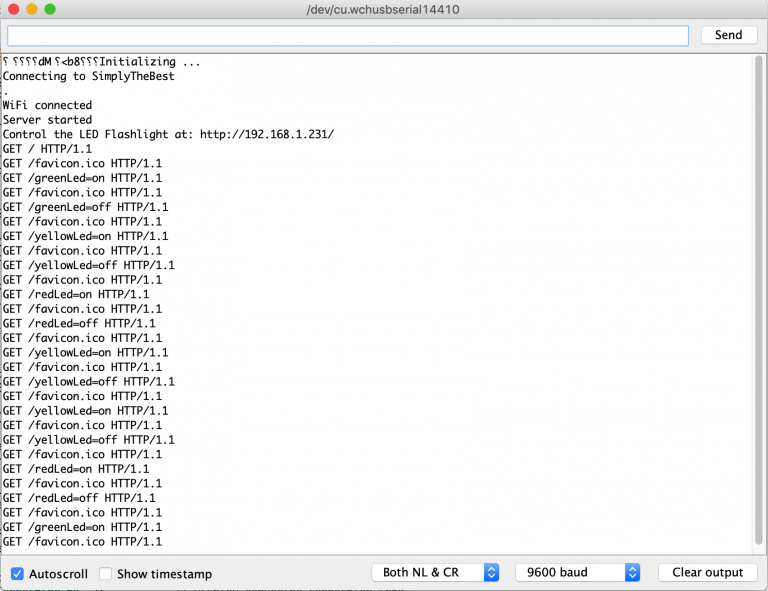 /dev/cu.wchusbserial14410
Send
Initializing ...
Connecting to SimplyTheBest
.
WiFi connected
Server started
Control the LED Flashlight at: http://192.168.1.231/
GET / HTTP/1.1
GET /favicon.ico HTTP/1.1
GET /greenLed=on HTTP/1.1
GET /favicon.ico HTTP/1.1
GET /greenLed=off HTTP/1.1
GET /favicon.ico HTTP/1.1
GET /yellowLed=on HTTP/1.1
GET /favicon.ico HTTP/1.1
GET /yellowLed=off HTTP/1.1
GET /favicon.ico HTTP/1.1
GET /redLed=on HTTP/1.1
GET /favicon.ico HTTP/1.1
GET /redLed=off HTTP/1.1
GET /favicon.ico HTTP/1.1
GET /yellowLed=on HTTP/1.1
GET /favicon.ico HTTP/1.1
GET /yellowLed=off HTTP/1.1
GET /favicon.ico HTTP/1.1
GET /yellowLed=on HTTP/1.1
GET /favicon.ico HTTP/1.1
GET /yellowLed=off HTTP/1.1
GET /favicon.ico HTTP/1.1
GET /redLed=on HTTP/1.1
GET /favicon.ico HTTP/1.1
GET /redLed=off HTTP/1.1
GET /favicon.ico HTTP/1.1
GET /greenLed=on HTTP/1.1
GET /favicon.ico HTTP/1.1
Autoscroll Show timestamp Both NL & CR 9600 baud Clear output